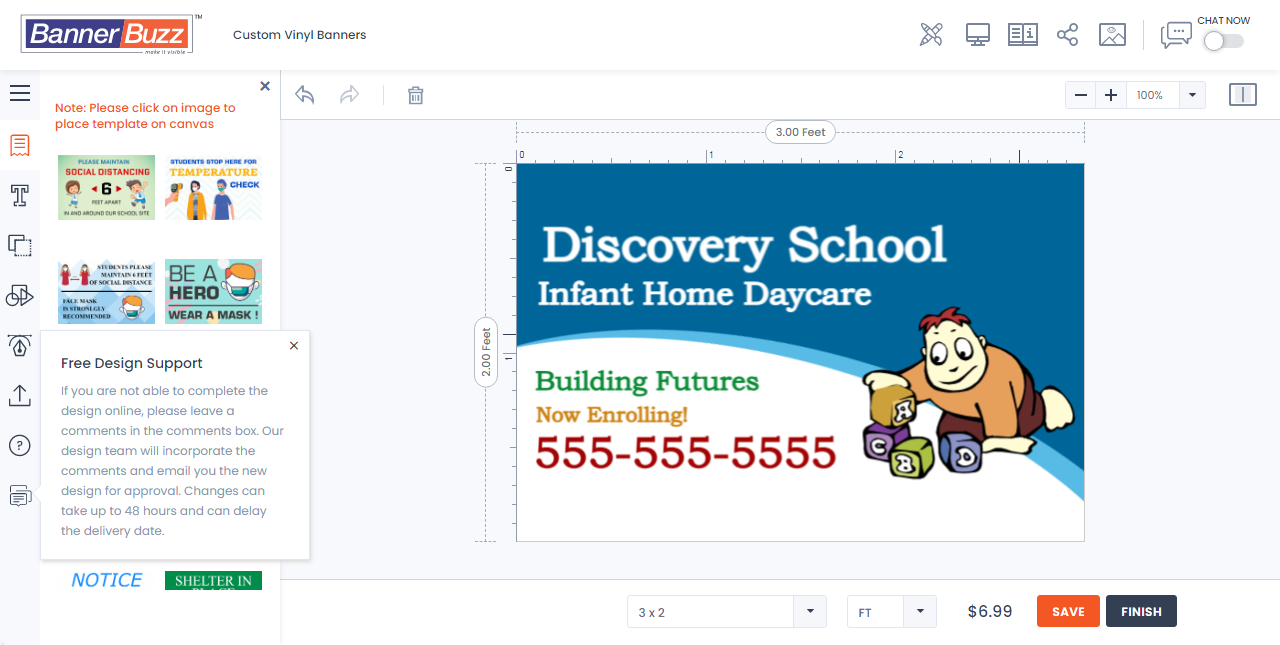 BannerBuzz™
make it visible
Custom Vinyl Banners
CHAT NOW
Note: Please click on image to
place template on canvas
100%
3.00 Feet
0
1
2
0
1
2.00 Feet
PLEASE MAINTAIN
SOCIAL DISTANCING
6
FEET APART
IN AND AROUND OUR SCHOOL SITE
STUDENTS STOP HERE FOR
TEMPERATURE
CHECK
STUDENTS PLEASE
MAINTAIN 6 FEET
OF SOCIAL DISTANCE
FACE MASK
IS STRONLGY
RECOMMENDED
BE A
HERO
WEAR A MASK !
Free Design Support
If you are not able to complete the
design online, please leave a
comments in the comments box. Our
design team will incorporate the
comments and email you the new
design for approval. Changes can
take up to 48 hours and can delay
the delivery date.
NOTICE
SHELTER IN
PLACE
Discovery School
Infant Home Daycare
Building Futures
Now Enrolling!
555-555-5555
A
C
B
D
3 x 2
FT
$6.99
SAVE
FINISH